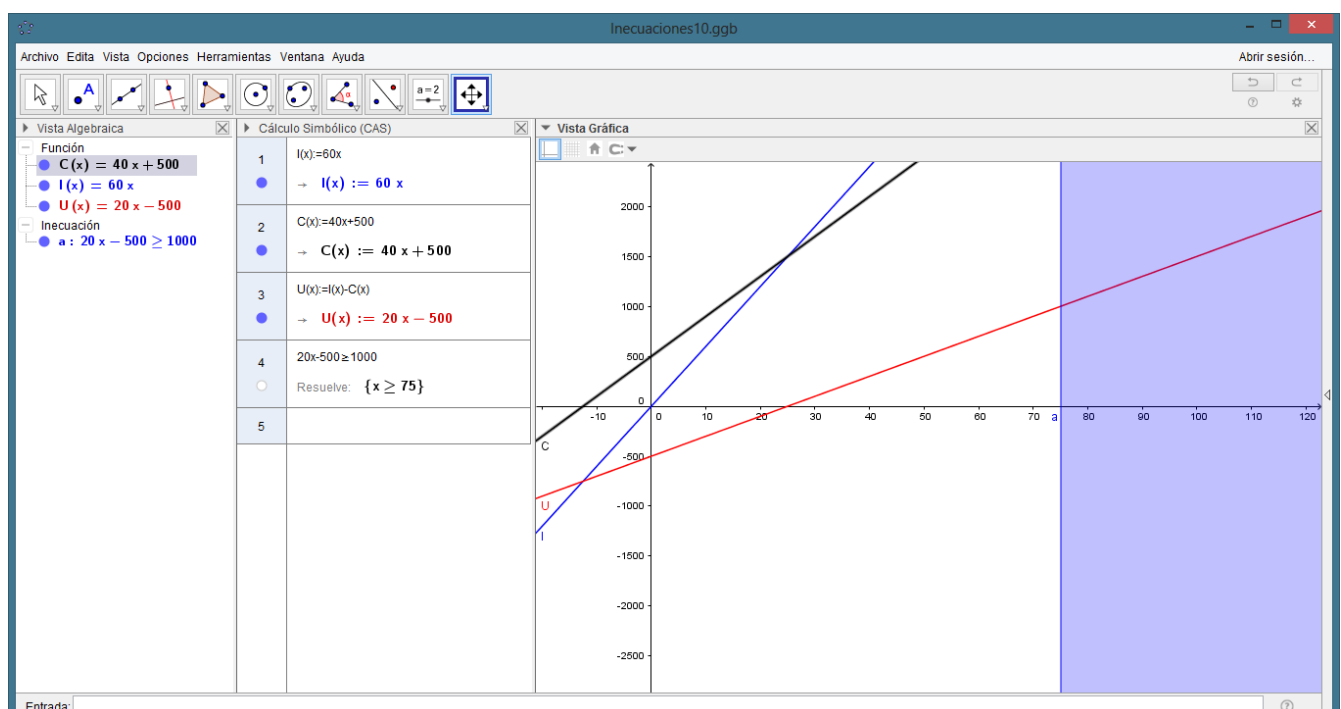 Inecuaciones10.ggb
Archivo Edita Vista Opciones Herramientas Ventana Ayuda
Abrir sesión...
A
α
a=2
Vista Algebraica
Cálculo Simbólico (CAS)
Vista Gráfica
Función
C(x) = 40 x + 500
I(x) = 60 x
U(x) = 20 x − 500
Inecuación
a : 20 x − 500 ≥ 1000
1
I(x):=60x
→ I(x) := 60 x
2
C(x):=40x+500
→ C(x) := 40 x + 500
3
U(x):=I(x)-C(x)
→ U(x) := 20 x − 500
4
20x-500≥1000
Resuelve: {x ≥ 75}
5
2000
1500
1000
500
0
-10 0 10 20 30 40 50 60 70 a 80 90 100 110 120
C
-500
U
-1000
I
-1500
-2000
-2500
Entrada: